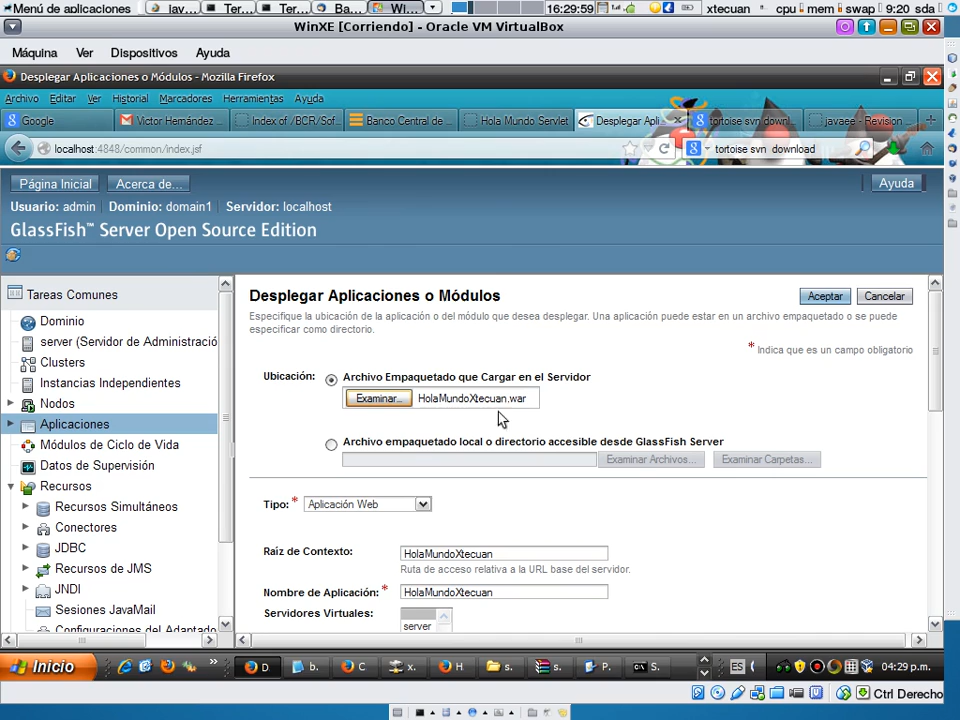 Menú de aplicaciones jav... Ter... Ter... Ba... Wi... 16:29:59 xtecuan cpu mem swap 9:20 sda
WinXE [Corriendo] - Oracle VM VirtualBox
Máquina Ver Dispositivos Ayuda
Desplegar Aplicaciones o Módulos - Mozilla Firefox
Archivo Editar Ver Historial Marcadores Herramientas Ayuda
Google Victor Hernández ... Index of /BCR/Sof... Banco Central de ... Hola Mundo Servlet Desplegar Apli... tortoise svn downl... javaee - Revision ...
localhost:4848/common/index.jsf tortoise svn download
Página Inicial Acerca de... Ayuda
Usuario: admin Dominio: domain1 Servidor: localhost
GlassFish™ Server Open Source Edition
Tareas Comunes
Dominio
server (Servidor de Administració
Clusters
Instancias Independientes
Nodos
Aplicaciones
Módulos de Ciclo de Vida
Datos de Supervisión
Recursos
Recursos Simultáneos
Conectores
JDBC
Recursos de JMS
JNDI
Sesiones JavaMail
Configuraciones del Adaptado
Desplegar Aplicaciones o Módulos Aceptar Cancelar
Especifique la ubicación de la aplicación o del módulo que desea desplegar. Una aplicación puede estar en un archivo empaquetado o se puede
especificar como directorio.
* Indica que es un campo obligatorio
Ubicación: Archivo Empaquetado que Cargar en el Servidor
Examinar... HolaMundoXtecuan.war
Archivo empaquetado local o directorio accesible desde GlassFish Server
Examinar Archivos... Examinar Carpetas...
Tipo: * Aplicación Web
Raíz de Contexto: HolaMundoXtecuan
Ruta de acceso relativa a la URL base del servidor.
Nombre de Aplicación: * HolaMundoXtecuan
Servidores Virtuales:
server
Inicio » D b. C x. H s. s. P. S. ES 04:29 p.m.
Ctrl Derecho